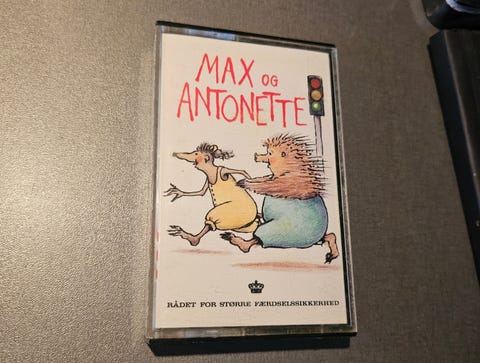 MAX OG
ANTONETTE
RÅDET FOR STØRRE FÆRDSELSSIKKERHED